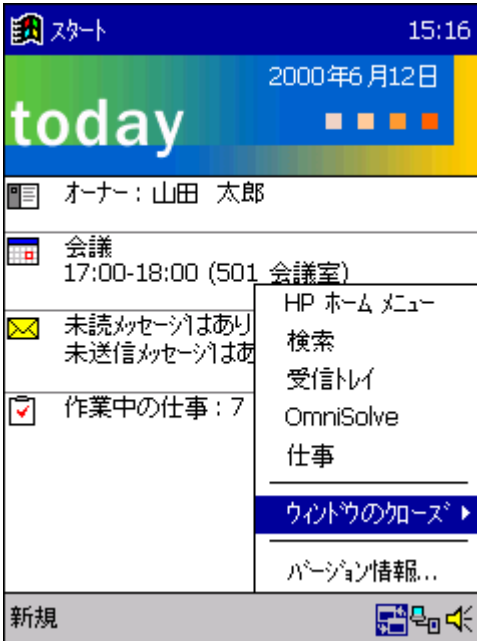 スタート 15:16
2000年6月12日
today
オーナー：山田 太郎
会議
17:00-18:00 (501 会議室)
未読メッセージはあり
未送信メッセージはあ
作業中の仕事：7
HP ホーム メニュー
検索
受信トレイ
OmniSolve
仕事
ウィンドウのクローズ
バージョン情報...
新規